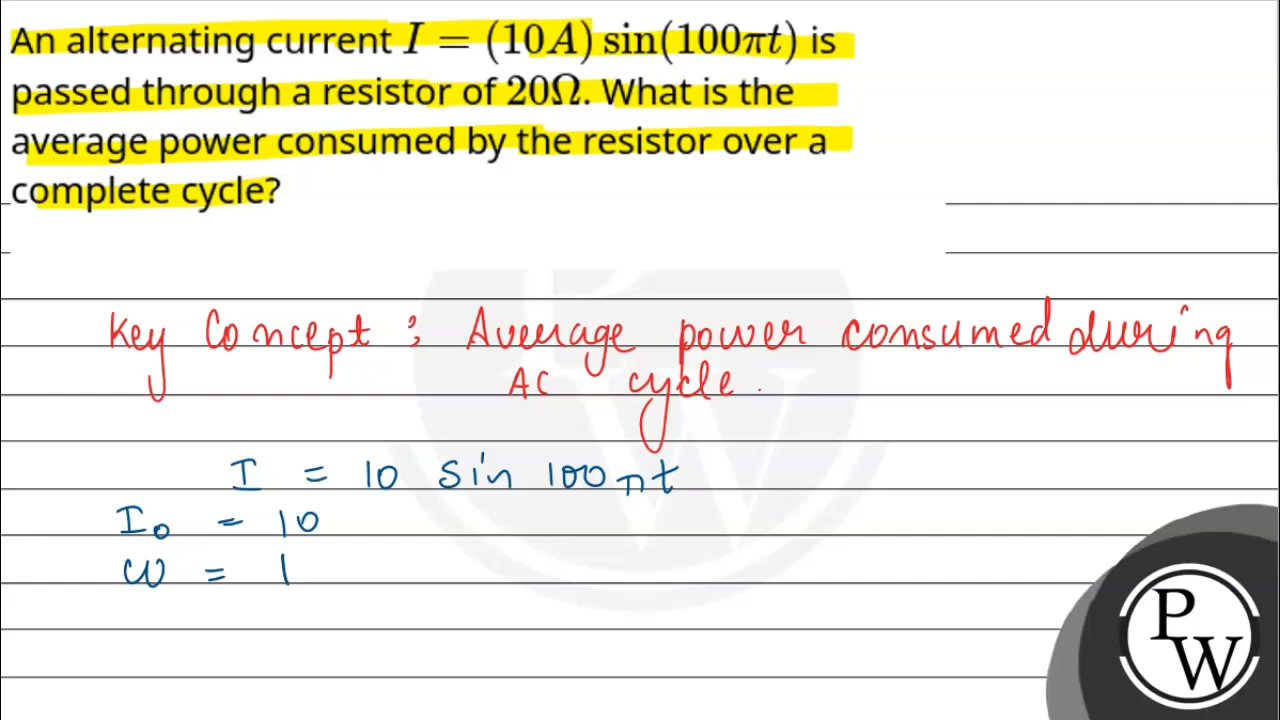 An alternating current I = (10A) sin(100πt) is
passed through a resistor of 20Ω. What is the
average power consumed by the resistor over a
complete cycle?
Key Concept : Average power consumed during
AC cycle.
I = 10 sin 100πt
I₀ = 10
ω = 1
P
W